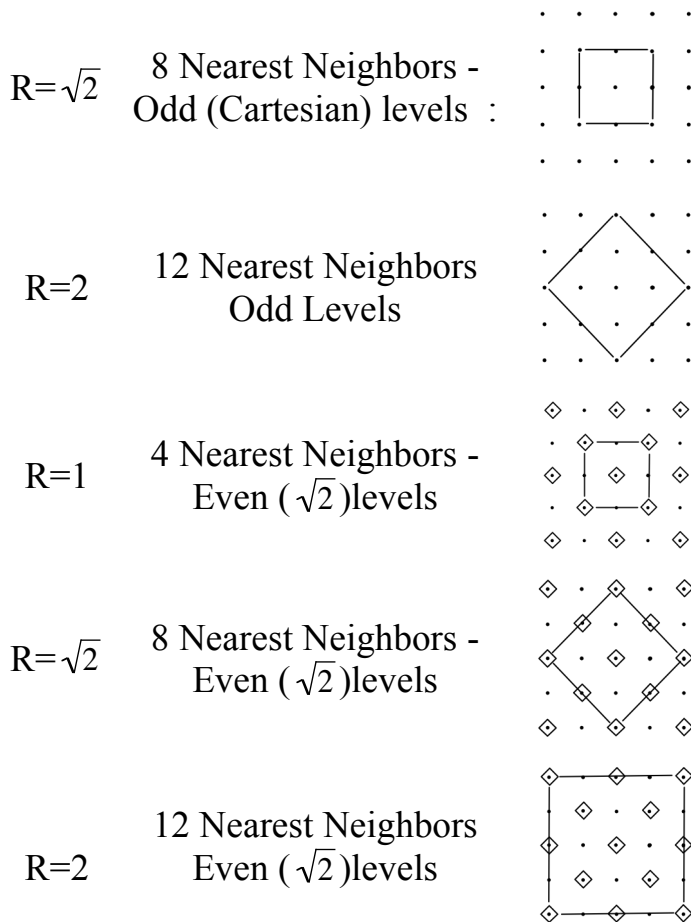 R=√2 8 Nearest Neighbors -
Odd (Cartesian) levels :
R=2 12 Nearest Neighbors
Odd Levels
R=1 4 Nearest Neighbors -
Even (√2)levels
R=√2 8 Nearest Neighbors -
Even (√2)levels
12 Nearest Neighbors
R=2 Even (√2)levels